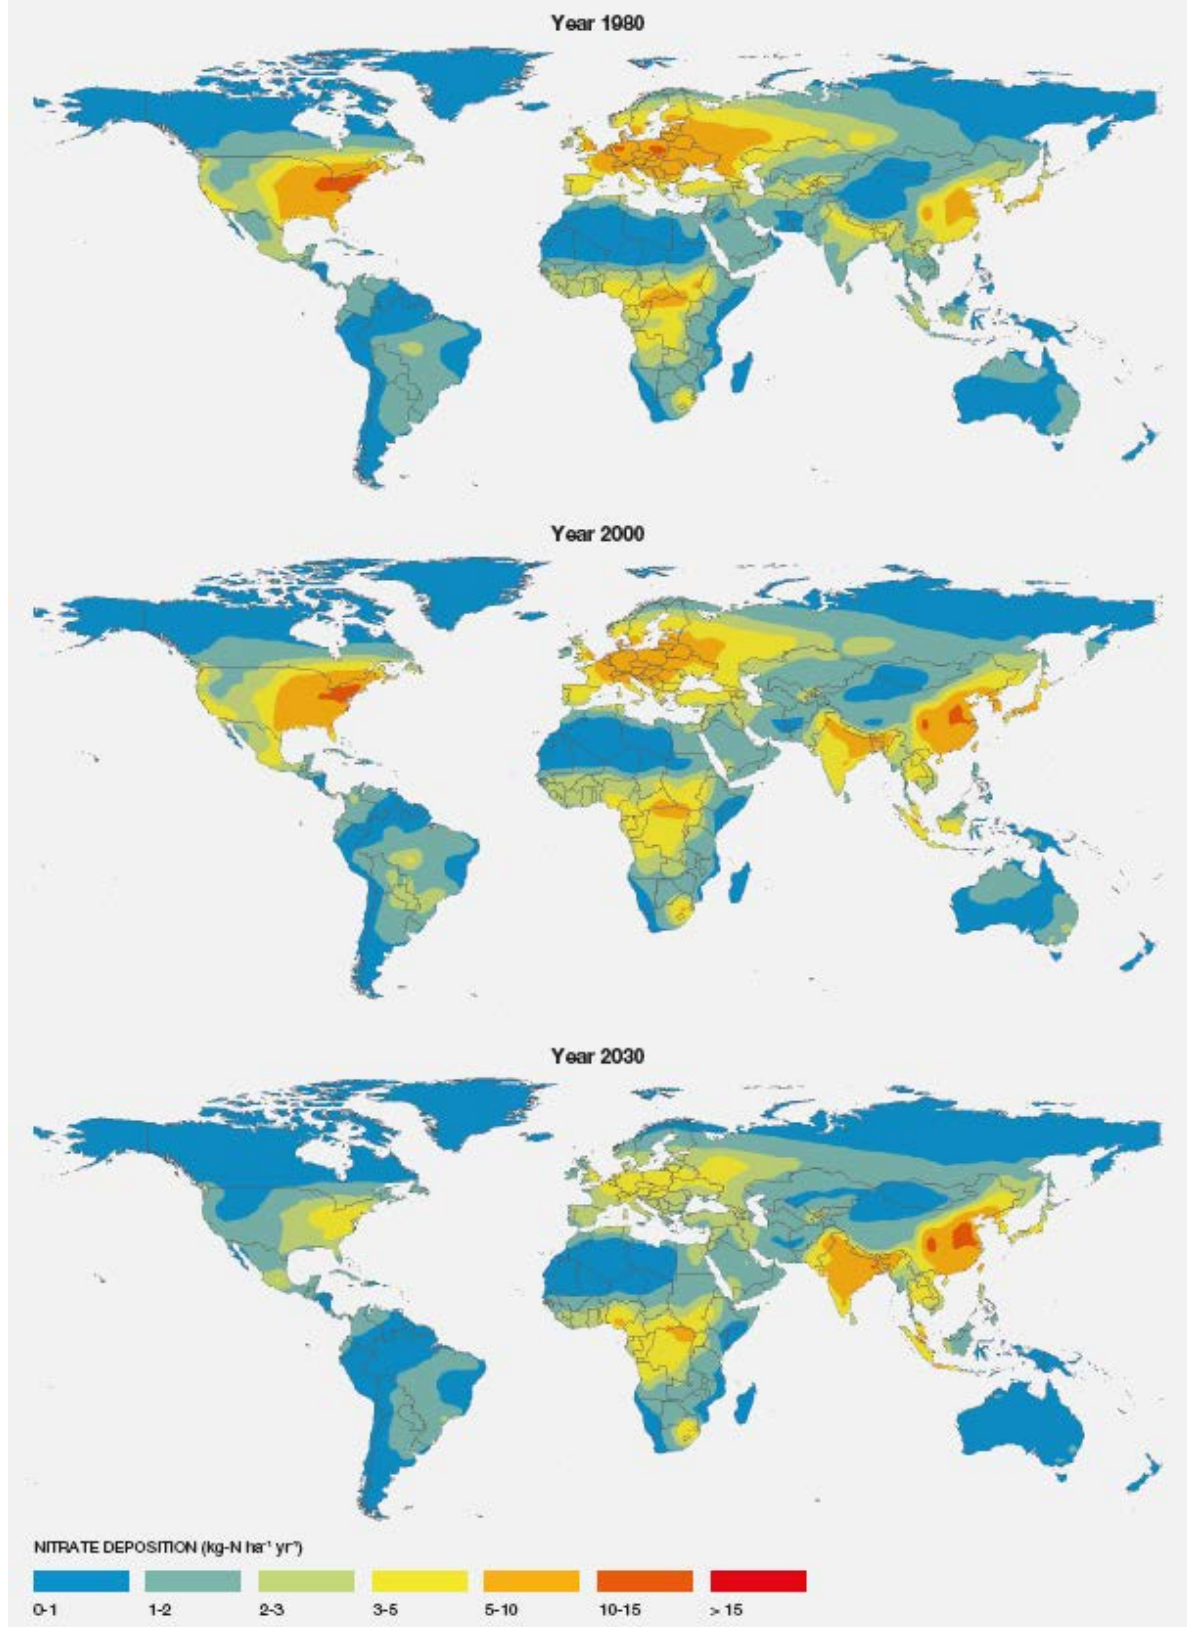 Year 1980
Year 2000
Year 2030
NITRATE DEPOSITION (kg-N ha⁻¹ yr⁻¹)
0-1 1-2 2-3 3-5 5-10 10-15 > 15